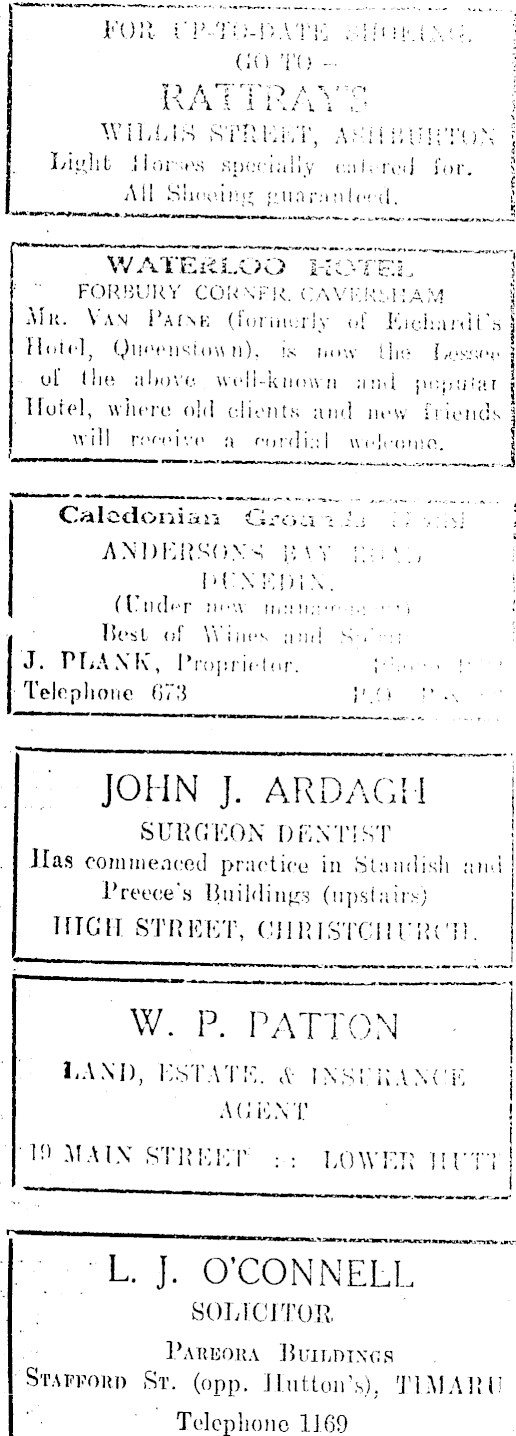 FOR UP-TO-DATE SHOEING,
GO TO –
RATTRAY'S
WILLIS STREET, ASHBURTON
Light Horses specially catered for.
All Shoeing guaranteed.
WATERLOO HOTEL
FORBURY CORNER, CAVERSHAM
MR. VAN PAINE (formerly of Eichardt's
Hotel, Queenstown), is now the Lessee
of the above well-known and popular
Hotel, where old clients and new friends
will receive a cordial welcome.
Caledonian Grounds Hotel
ANDERSONS BAY ROAD
DUNEDIN.
(Under new management)
Best of Wines and
J. PLANK, Proprietor.
Telephone 673 P.O.
JOHN J. ARDAGH
SURGEON DENTIST
Has commenced practice in Standish and
Preece's Buildings (upstairs)
HIGH STREET, CHRISTCHURCH.
W. P. PATTON
LAND, ESTATE, & INSURANCE
AGENT
19 MAIN STREET :: LOWER HUTT
L. J. O'CONNELL
SOLICITOR
PAREORA BUILDINGS
STAFFORD ST. (opp. Hutton's), TIMARU
Telephone 1169